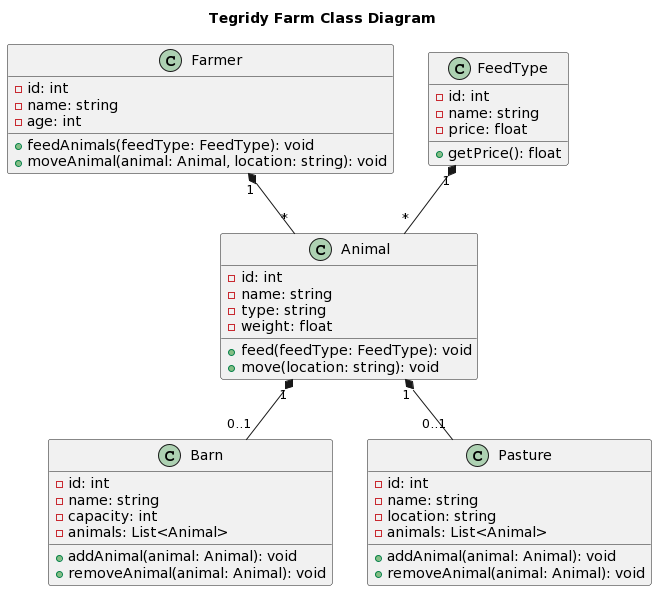 Tegridy Farm Class Diagram
C Farmer
id: int
name: string
age: int
feedAnimals(feedType: FeedType): void
moveAnimal(animal: Animal, location: string): void
C FeedType
id: int
name: string
price: float
getPrice(): float
1
1
*
*
C Animal
id: int
name: string
type: string
weight: float
feed(feedType: FeedType): void
move(location: string): void
1
1
0..1
0..1
C Barn
id: int
name: string
capacity: int
animals: List<Animal>
addAnimal(animal: Animal): void
removeAnimal(animal: Animal): void
C Pasture
id: int
name: string
location: string
animals: List<Animal>
addAnimal(animal: Animal): void
removeAnimal(animal: Animal): void